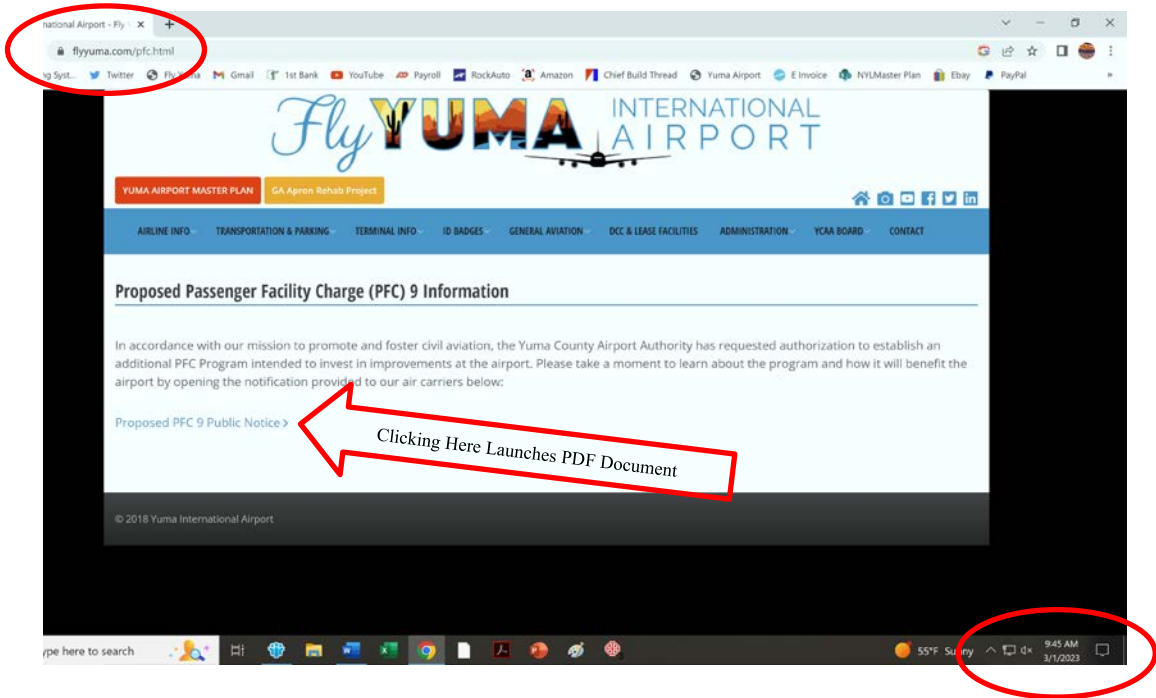 national Airport - Fly
flyyuma.com/pfc.html
ng Syst...
Twitter
Fly Yuma
Gmail
1st Bank
YouTube
Payroll
RockAuto
Amazon
Chief Build Thread
Yuma Airport
E Invoice
NYLMaster Plan
Ebay
PayPal
»
Fly YUMA INTERNATIONAL
AIRPORT
YUMA AIRPORT MASTER PLAN
GA Apron Rehab Project
AIRLINE INFO
TRANSPORTATION & PARKING
TERMINAL INFO
ID BADGES
GENERAL AVIATION
DCC & LEASE FACILITIES
ADMINISTRATION
YCAA BOARD
CONTACT
Proposed Passenger Facility Charge (PFC) 9 Information
In accordance with our mission to promote and foster civil aviation, the Yuma County Airport Authority has requested authorization to establish an
additional PFC Program intended to invest in improvements at the airport. Please take a moment to learn about the program and how it will benefit the
airport by opening the notification provided to our air carriers below:
Proposed PFC 9 Public Notice >
Clicking Here Launches PDF Document
© 2018 Yuma International Airport
ype here to search
55°F Sunny
9:45 AM
3/1/2023